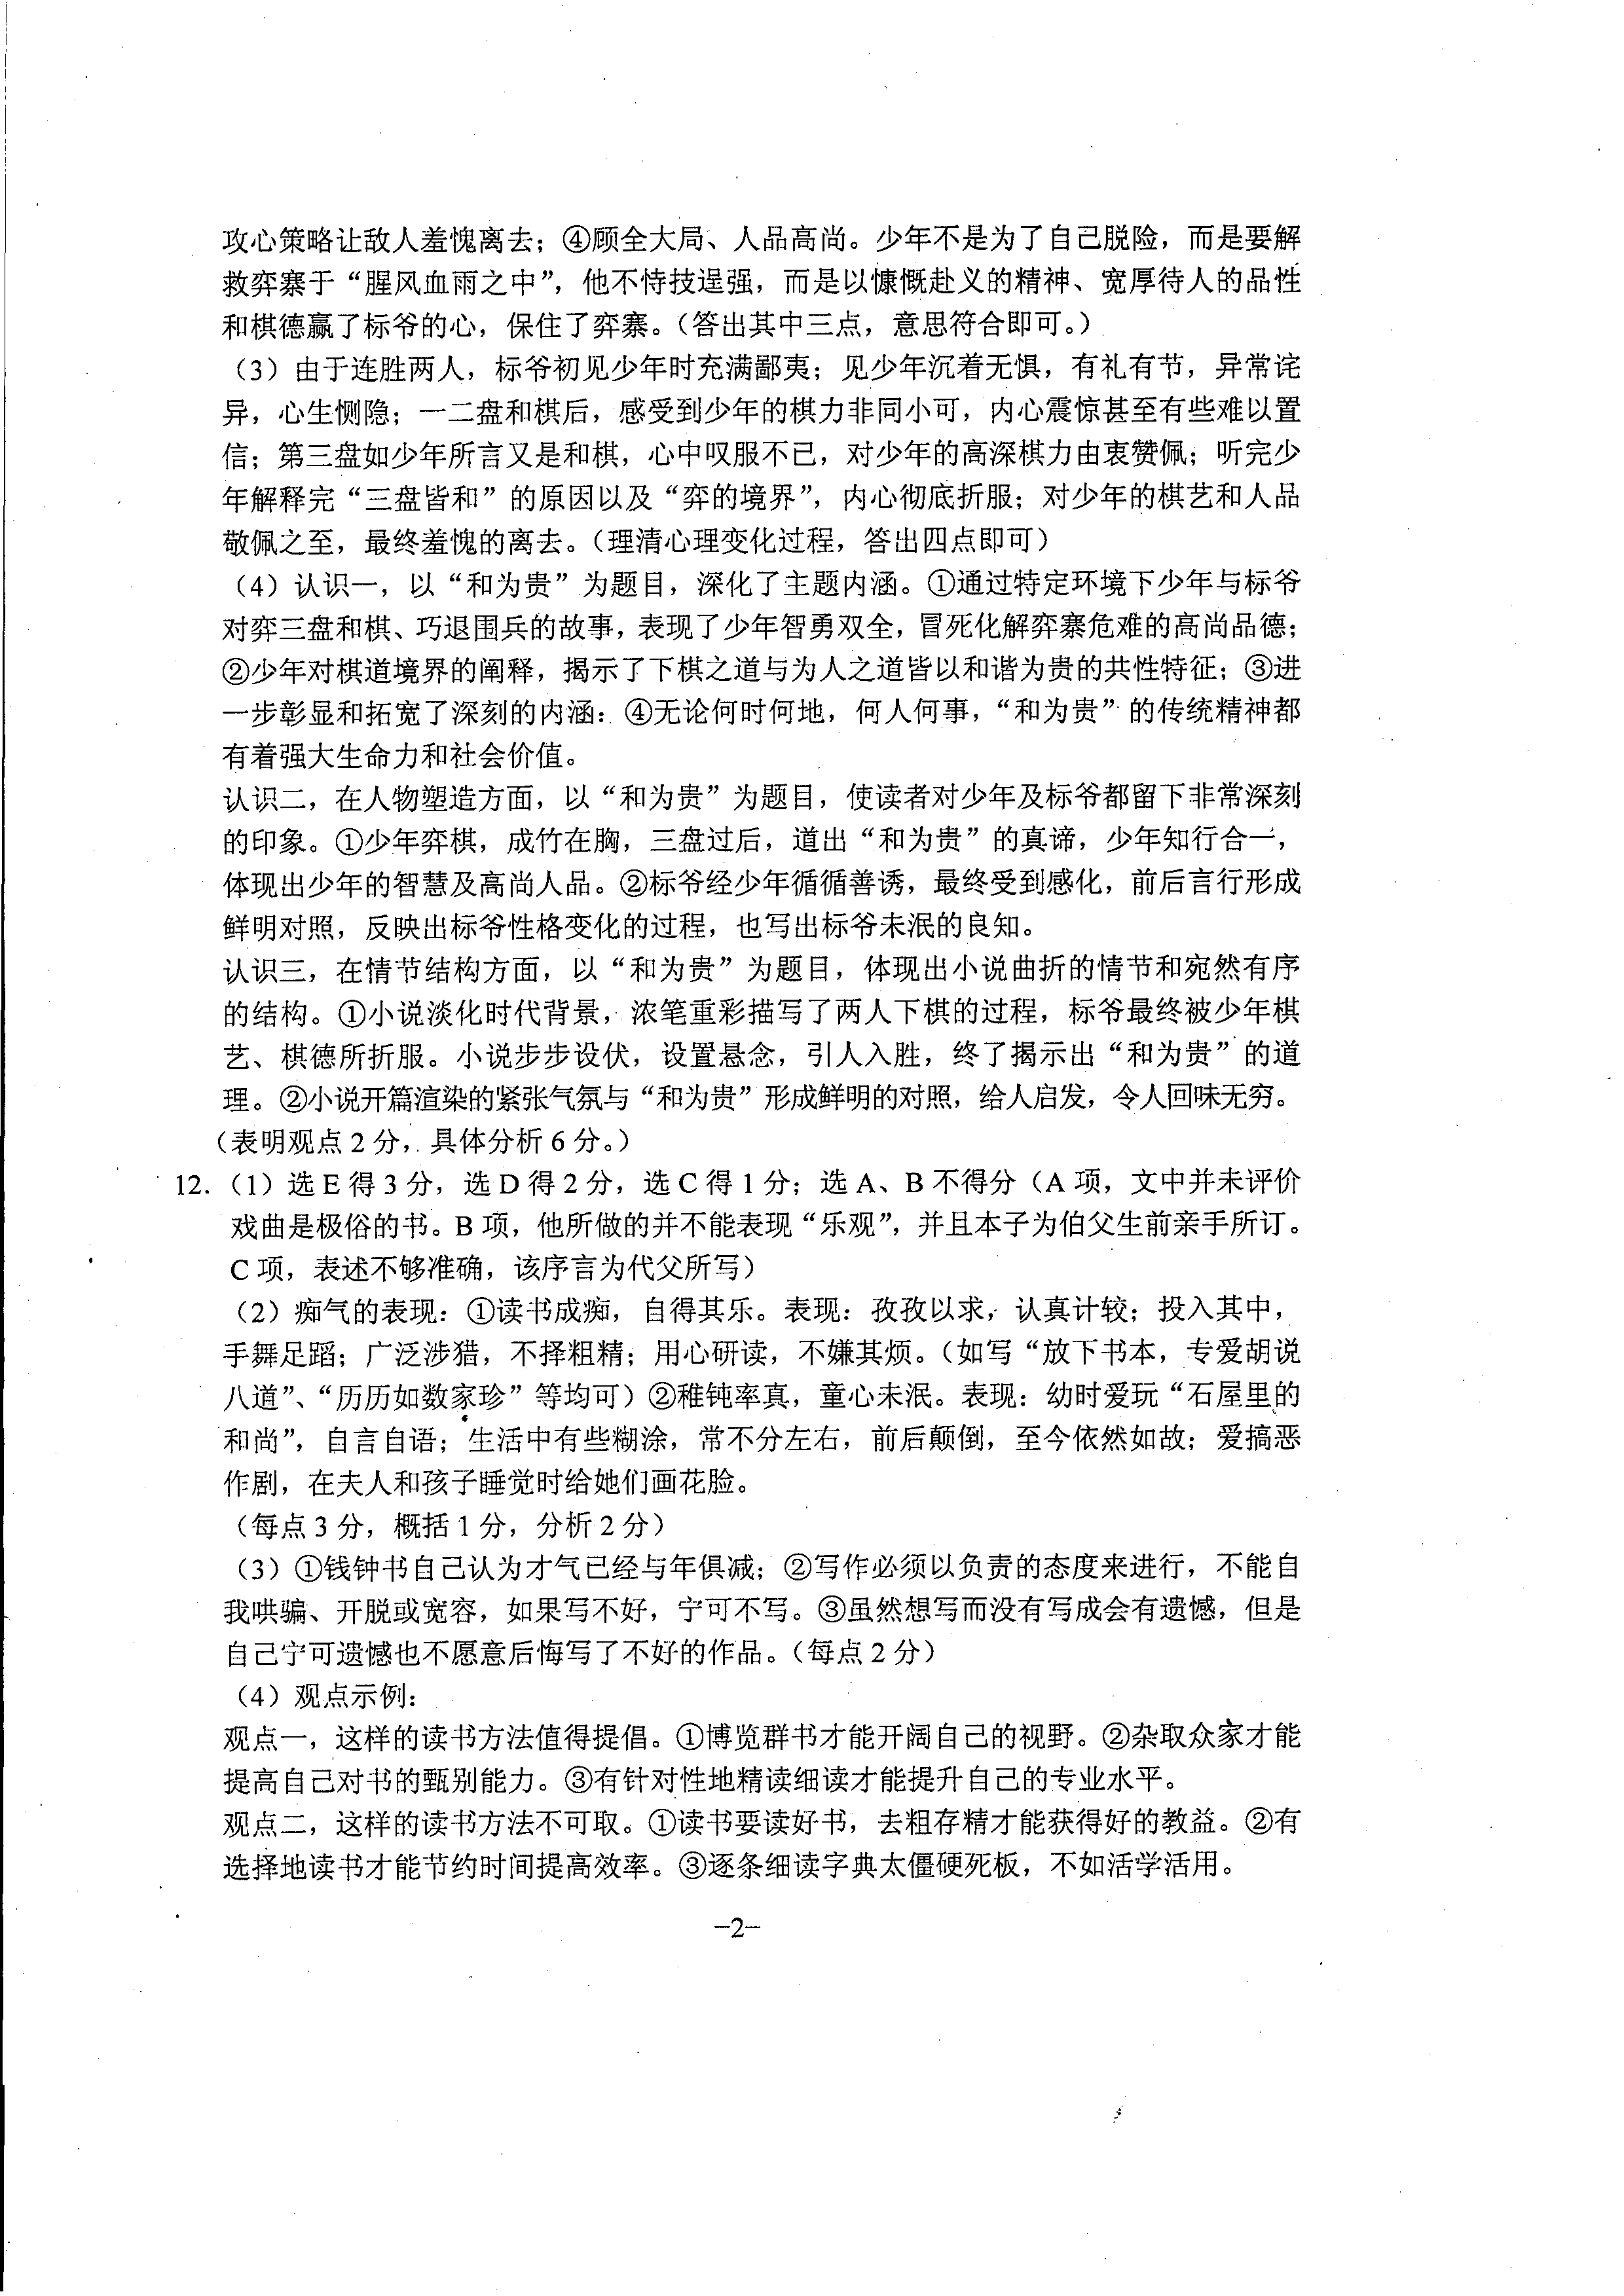 攻心策略让敌人羞愧离去；④顾全大局、人品高尚。少年不是为了自己脱险，而是要解
救弈寨于“腥风血雨之中”，他不恃技逞强，而是以慷慨赴义的精神、宽厚待人的品性
和棋德赢了标爷的心，保住了弈寨。（答出其中三点，意思符合即可。）
（3）由于连胜两人，标爷初见少年时充满鄙夷；见少年沉着无惧，有礼有节，异常诧
异，心生恻隐；一二盘和棋后，感受到少年的棋力非同小可，内心震惊甚至有些难以置
信；第三盘如少年所言又是和棋，心中叹服不已，对少年的高深棋力由衷赞佩；听完少
年解释完“三盘皆和”的原因以及“弈的境界”，内心彻底折服；对少年的棋艺和人品
敬佩之至，最终羞愧的离去。（理清心理变化过程，答出四点即可）
（4）认识一，以“和为贵”为题目，深化了主题内涵。①通过特定环境下少年与标爷
对弈三盘和棋、巧退围兵的故事，表现了少年智勇双全，冒死化解弈寨危难的高尚品德；
②少年对棋道境界的阐释，揭示了下棋之道与为人之道皆以和谐为贵的共性特征；③进
一步彰显和拓宽了深刻的内涵：④无论何时何地，何人何事，“和为贵”的传统精神都
有着强大生命力和社会价值。
认识二，在人物塑造方面，以“和为贵”为题目，使读者对少年及标爷都留下非常深刻
的印象。①少年弈棋，成竹在胸，三盘过后，道出“和为贵”的真谛，少年知行合一，
体现出少年的智慧及高尚人品。②标爷经少年循循善诱，最终受到感化，前后言行形成
鲜明对照，反映出标爷性格变化的过程，也写出标爷未泯的良知。
认识三，在情节结构方面，以“和为贵”为题目，体现出小说曲折的情节和宛然有序
的结构。①小说淡化时代背景，浓笔重彩描写了两人下棋的过程，标爷最终被少年棋
艺、棋德所折服。小说步步设伏，设置悬念，引人入胜，终了揭示出“和为贵”的道
理。②小说开篇渲染的紧张气氛与“和为贵”形成鲜明的对照，给人启发，令人回味无穷。
（表明观点2分，具体分析6分。）
12.（1）选E得3分，选D得2分，选C得1分；选A、B不得分（A项，文中并未评价
戏曲是极俗的书。B项，他所做的并不能表现“乐观”，并且本子为伯父生前亲手所订。
C项，表述不够准确，该序言为代父所写）
（2）痴气的表现：①读书成痴，自得其乐。表现：孜孜以求，认真计较；投入其中，
手舞足蹈；广泛涉猎，不择粗精；用心研读，不嫌其烦。（如写“放下书本，专爱胡说
八道”、“历历如数家珍”等均可）②稚钝率真，童心未泯。表现：幼时爱玩“石屋里的
和尚”，自言自语；生活中有些糊涂，常不分左右，前后颠倒，至今依然如故；爱搞恶
作剧，在夫人和孩子睡觉时给她们画花脸。
（每点3分，概括1分，分析2分）
（3）①钱钟书自己认为才气已经与年俱减；②写作必须以负责的态度来进行，不能自
我哄骗、开脱或宽容，如果写不好，宁可不写。③虽然想写而没有写成会有遗憾，但是
自己宁可遗憾也不愿意后悔写了不好的作品。（每点2分）
（4）观点示例：
观点一，这样的读书方法值得提倡。①博览群书才能开阔自己的视野。②杂取众家才能
提高自己对书的甄别能力。③有针对性地精读细读才能提升自己的专业水平。
观点二，这样的读书方法不可取。①读书要读好书，去粗存精才能获得好的教益。②有
选择地读书才能节约时间提高效率。③逐条细读字典太僵硬死板，不如活学活用。
-2-